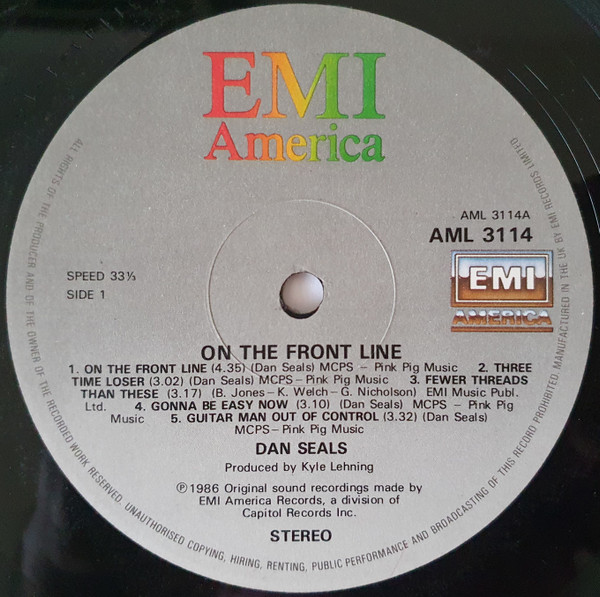 EMI
America
AML 3114A
AML 3114
EMI
AMERICA
SPEED 33⅓
SIDE 1
ON THE FRONT LINE
1. ON THE FRONT LINE (4.35) (Dan Seals) MCPS – Pink Pig Music 2. THREE
TIME LOSER (3.02) (Dan Seals) MCPS – Pink Pig Music 3. FEWER THREADS
THAN THESE (3.17) (B. Jones – K. Welch – G. Nicholson) EMI Music Publ.
Ltd. 4. GONNA BE EASY NOW (3.10) (Dan Seals) MCPS – Pink Pig
Music 5. GUITAR MAN OUT OF CONTROL (3.32) (Dan Seals)
MCPS – Pink Pig Music
DAN SEALS
Produced by Kyle Lehning
℗ 1986 Original sound recordings made by
EMI America Records, a division of
Capitol Records Inc.
STEREO
ALL RIGHTS OF THE PRODUCER AND OF THE OWNER OF THE RECORDED WORK RESERVED. UNAUTHORISED COPYING, HIRING, RENTING, PUBLIC PERFORMANCE AND BROADCASTING OF THIS RECORD PROHIBITED. MANUFACTURED IN THE UK BY EMI RECORDS LIMITED